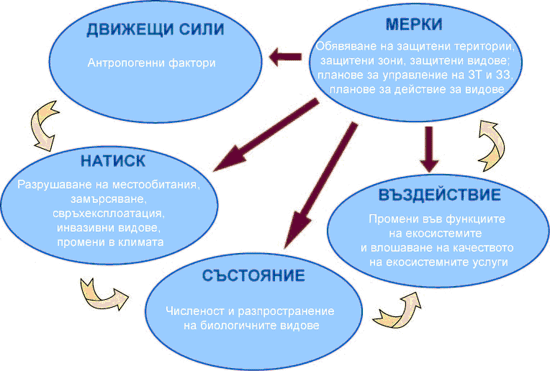 ДВИЖЕЩИ СИЛИ
Антропогенни фактори
МЕРКИ
Обявяване на защитени територии,
защитени зони, защитени видове;
планове за управление на ЗТ и ЗЗ,
планове за действие за видове
НАТИСК
Разрушаване на местообитания,
замърсяване,
свръхексплоатация,
инвазивни видове,
промени в климата
ВЪЗДЕЙСТВИЕ
Промени във функциите
на екосистемите
и влошаване на качеството
на екосистемните услуги
СЪСТОЯНИЕ
Численост и разпространение
на биологичните видове